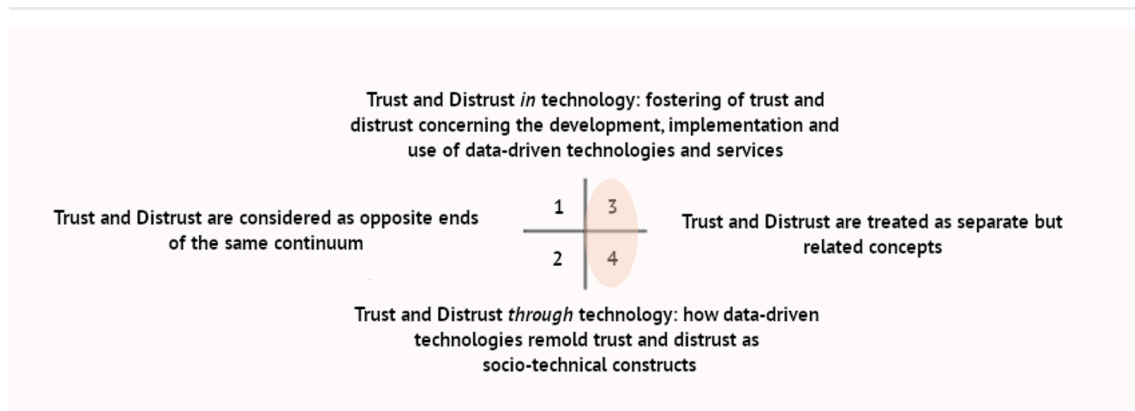 Trust and Distrust in technology: fostering of trust and
distrust concerning the development, implementation and
use of data-driven technologies and services
1
3
Trust and Distrust are considered as opposite ends
of the same continuum
Trust and Distrust are treated as separate but
related concepts
2
4
Trust and Distrust through technology: how data-driven
technologies remold trust and distrust as
socio-technical constructs